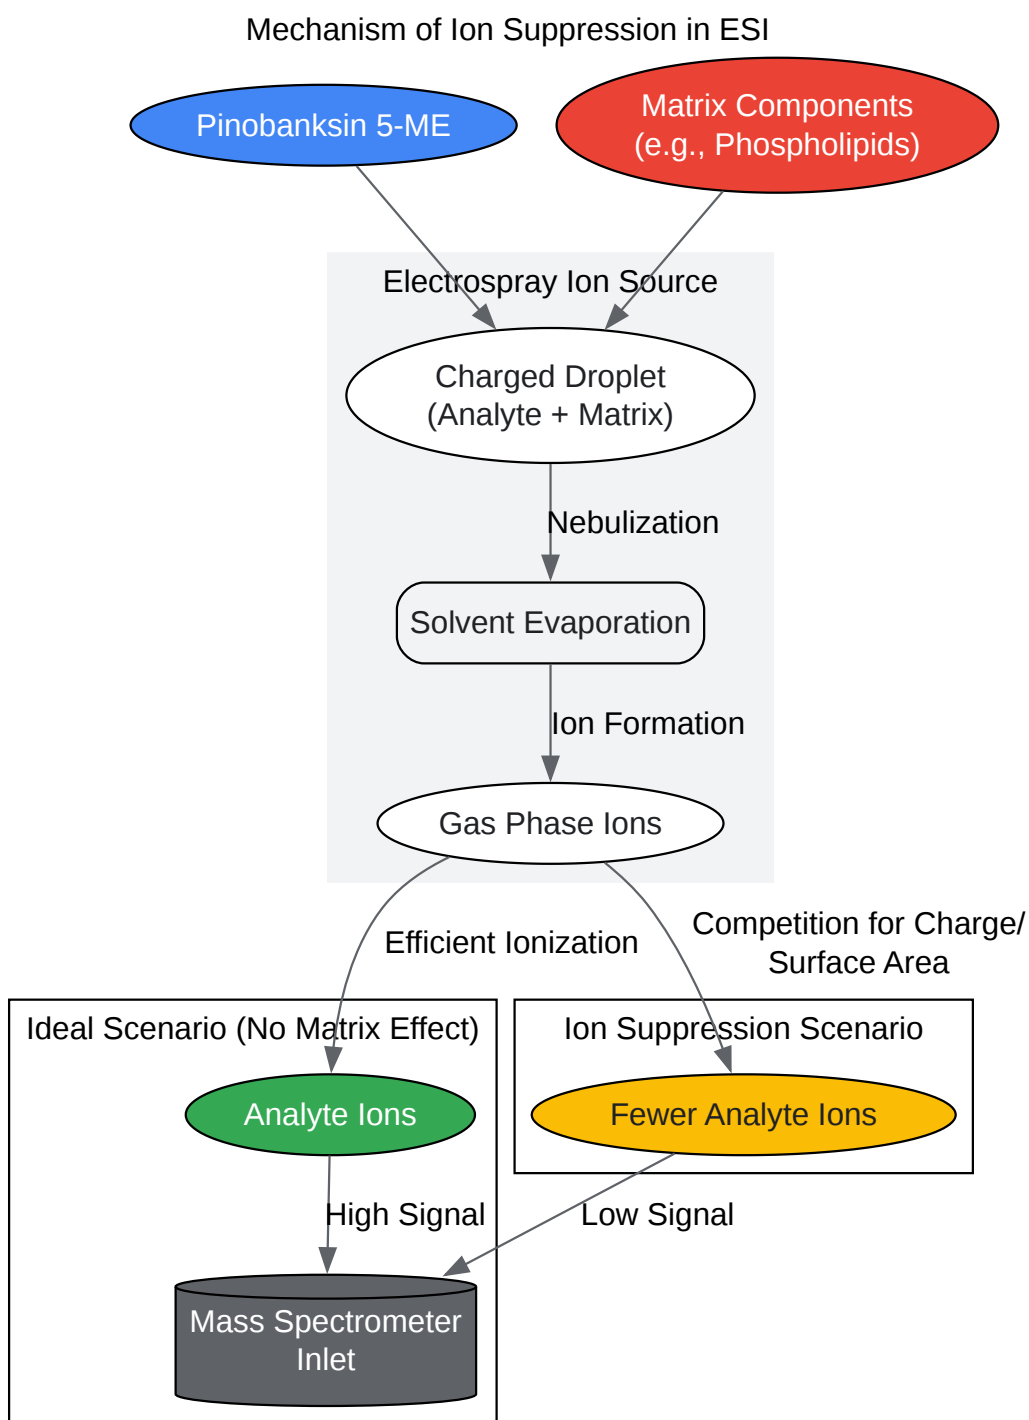 Mechanism of Ion Suppression in ESI
Pinobanksin 5-ME
Matrix Components
(e.g., Phospholipids)
Electrospray Ion Source
Charged Droplet
(Analyte + Matrix)
Nebulization
Solvent Evaporation
Ion Formation
Gas Phase Ions
Efficient Ionization
Competition for Charge/
Surface Area
Ideal Scenario (No Matrix Effect)
Ion Suppression Scenario
Analyte Ions
Fewer Analyte Ions
High Signal
Low Signal
Mass Spectrometer
Inlet